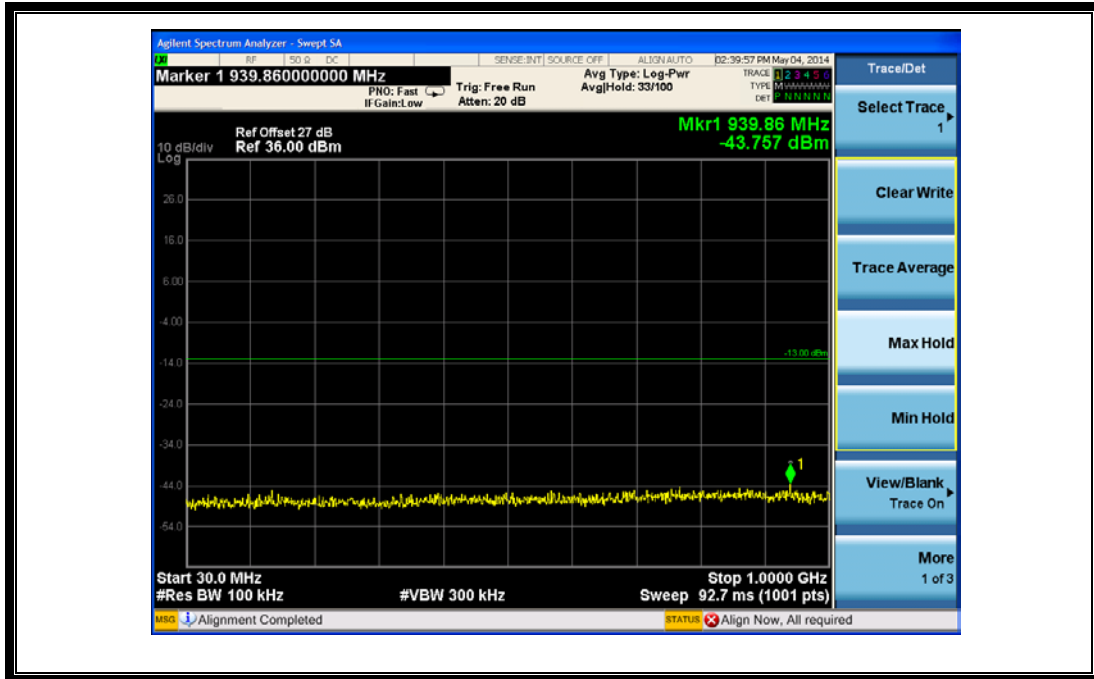 Agilent Spectrum Analyzer - Swept SA
RF 50 Ω DC SENSE:INT SOURCE OFF ALIGN AUTO 02:39:57 PM May 04, 2014
Marker 1 939.860000000 MHz
PNO: Fast
IFGain:Low
Trig: Free Run
Atten: 20 dB
Avg Type: Log-Pwr
Avg|Hold: 33/100
TRACE 1 2 3 4 5 6
TYPE M
DET P N N N N N
Ref Offset 27 dB
10 dB/div Ref 36.00 dBm
Log
Mkr1 939.86 MHz
-43.757 dBm
26.0
16.0
6.00
-4.00
-14.0
-24.0
-34.0
-44.0
-54.0
-13.00 dBm
1
Start 30.0 MHz Stop 1.0000 GHz
#Res BW 100 kHz #VBW 300 kHz Sweep 92.7 ms (1001 pts)
MSG Alignment Completed STATUS Align Now, All required
Trace/Det
Select Trace
1
Clear Write
Trace Average
Max Hold
Min Hold
View/Blank
Trace On
More
1 of 3